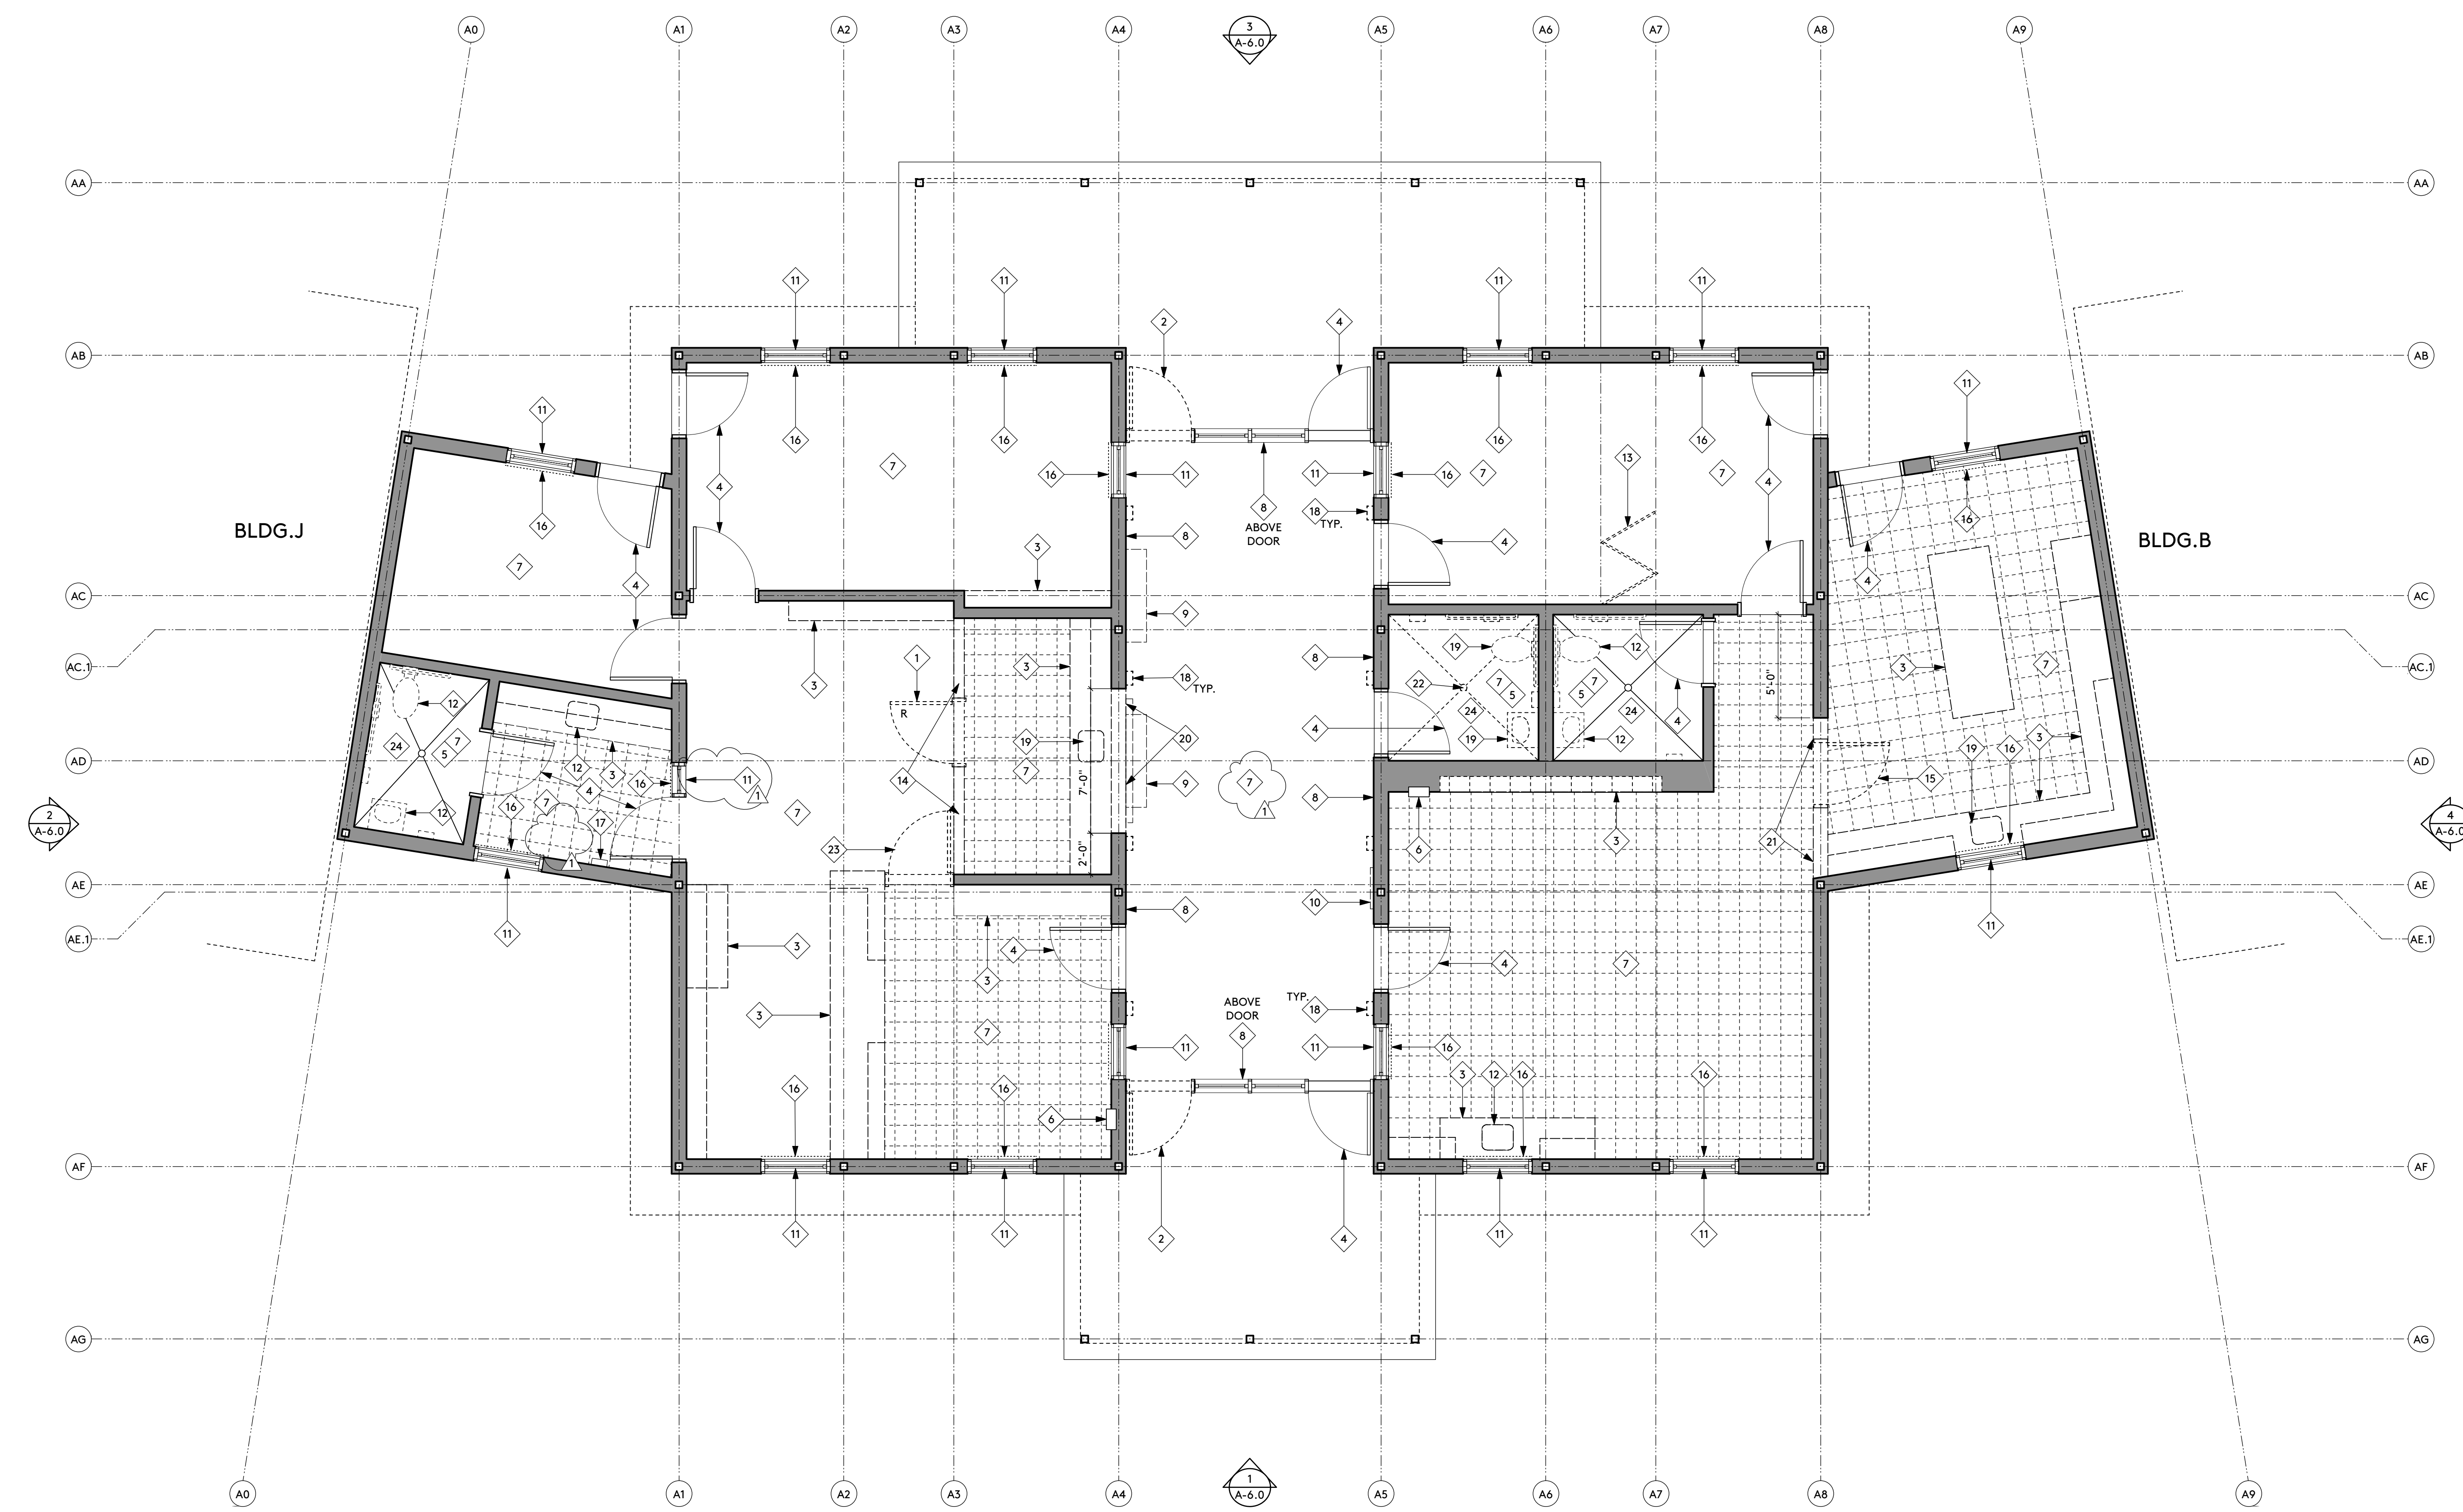 A0 A1 A2 A3 A4 3 A5 A6 A7 A8 A9
A-6.0
AA AA
11 11 11 11
2 4
AB AB
11 11
11 16 16 16 16
13
7 16 11 11 16 7 7
4 4
8
ABOVE
DOOR
18 TYP.
16 16
BLDG.J BLDG.B
8 4
3
7 4 4
AC AC
9
1 8 19 12
AC.1 3 3 7 AC.1
3 18 TYP. 22 7 5 7 5 5'-0"
12 R 24 24 4
24 5 7 19 20 4 19 12 3
19 16
AD 12 3 16 11 7 7 AD
1
14 7'-0" 9 8 15
4
16 7 17 7 1
12
2 4
A-6.0 A-6.0
23 2'-0" 6 3 21
1
AE AE
10
8
11 11
AE.1 3 4 AE.1
3 4 7
ABOVE
DOOR
TYP.
18
3 7 8
11 11 16
16 16 3 12 16 16
6
AF AF
11 11 2 4 11 11
AG AG
1
A-6.0
A0 A1 A2 A3 A4 A5 A6 A7 A8 A9